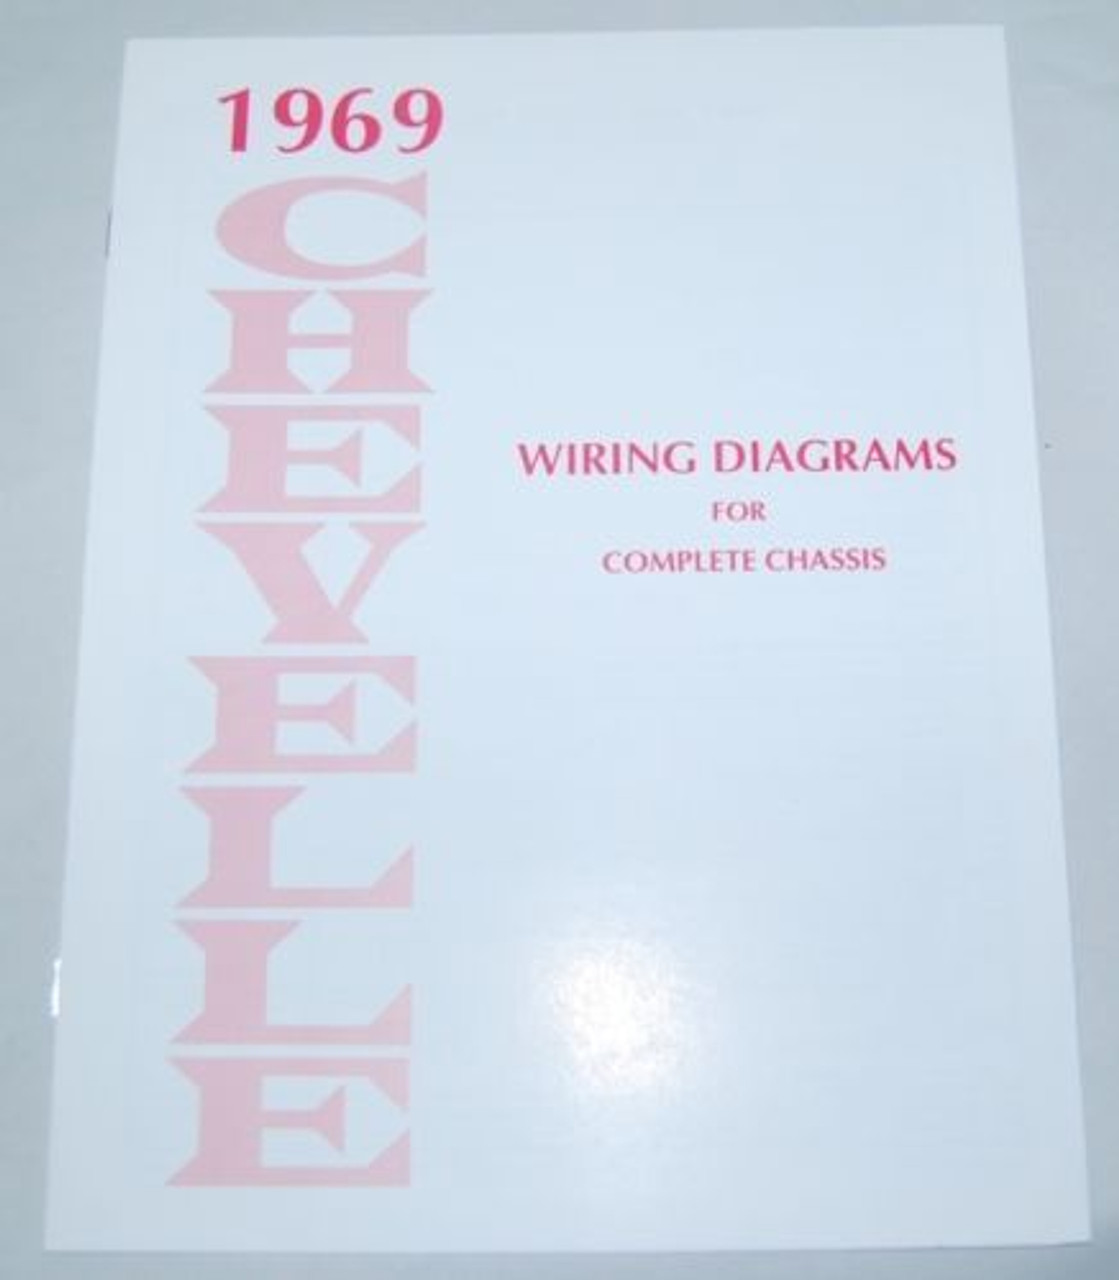 1969
CHEVELLE
WIRING DIAGRAMS
FOR
COMPLETE CHASSIS